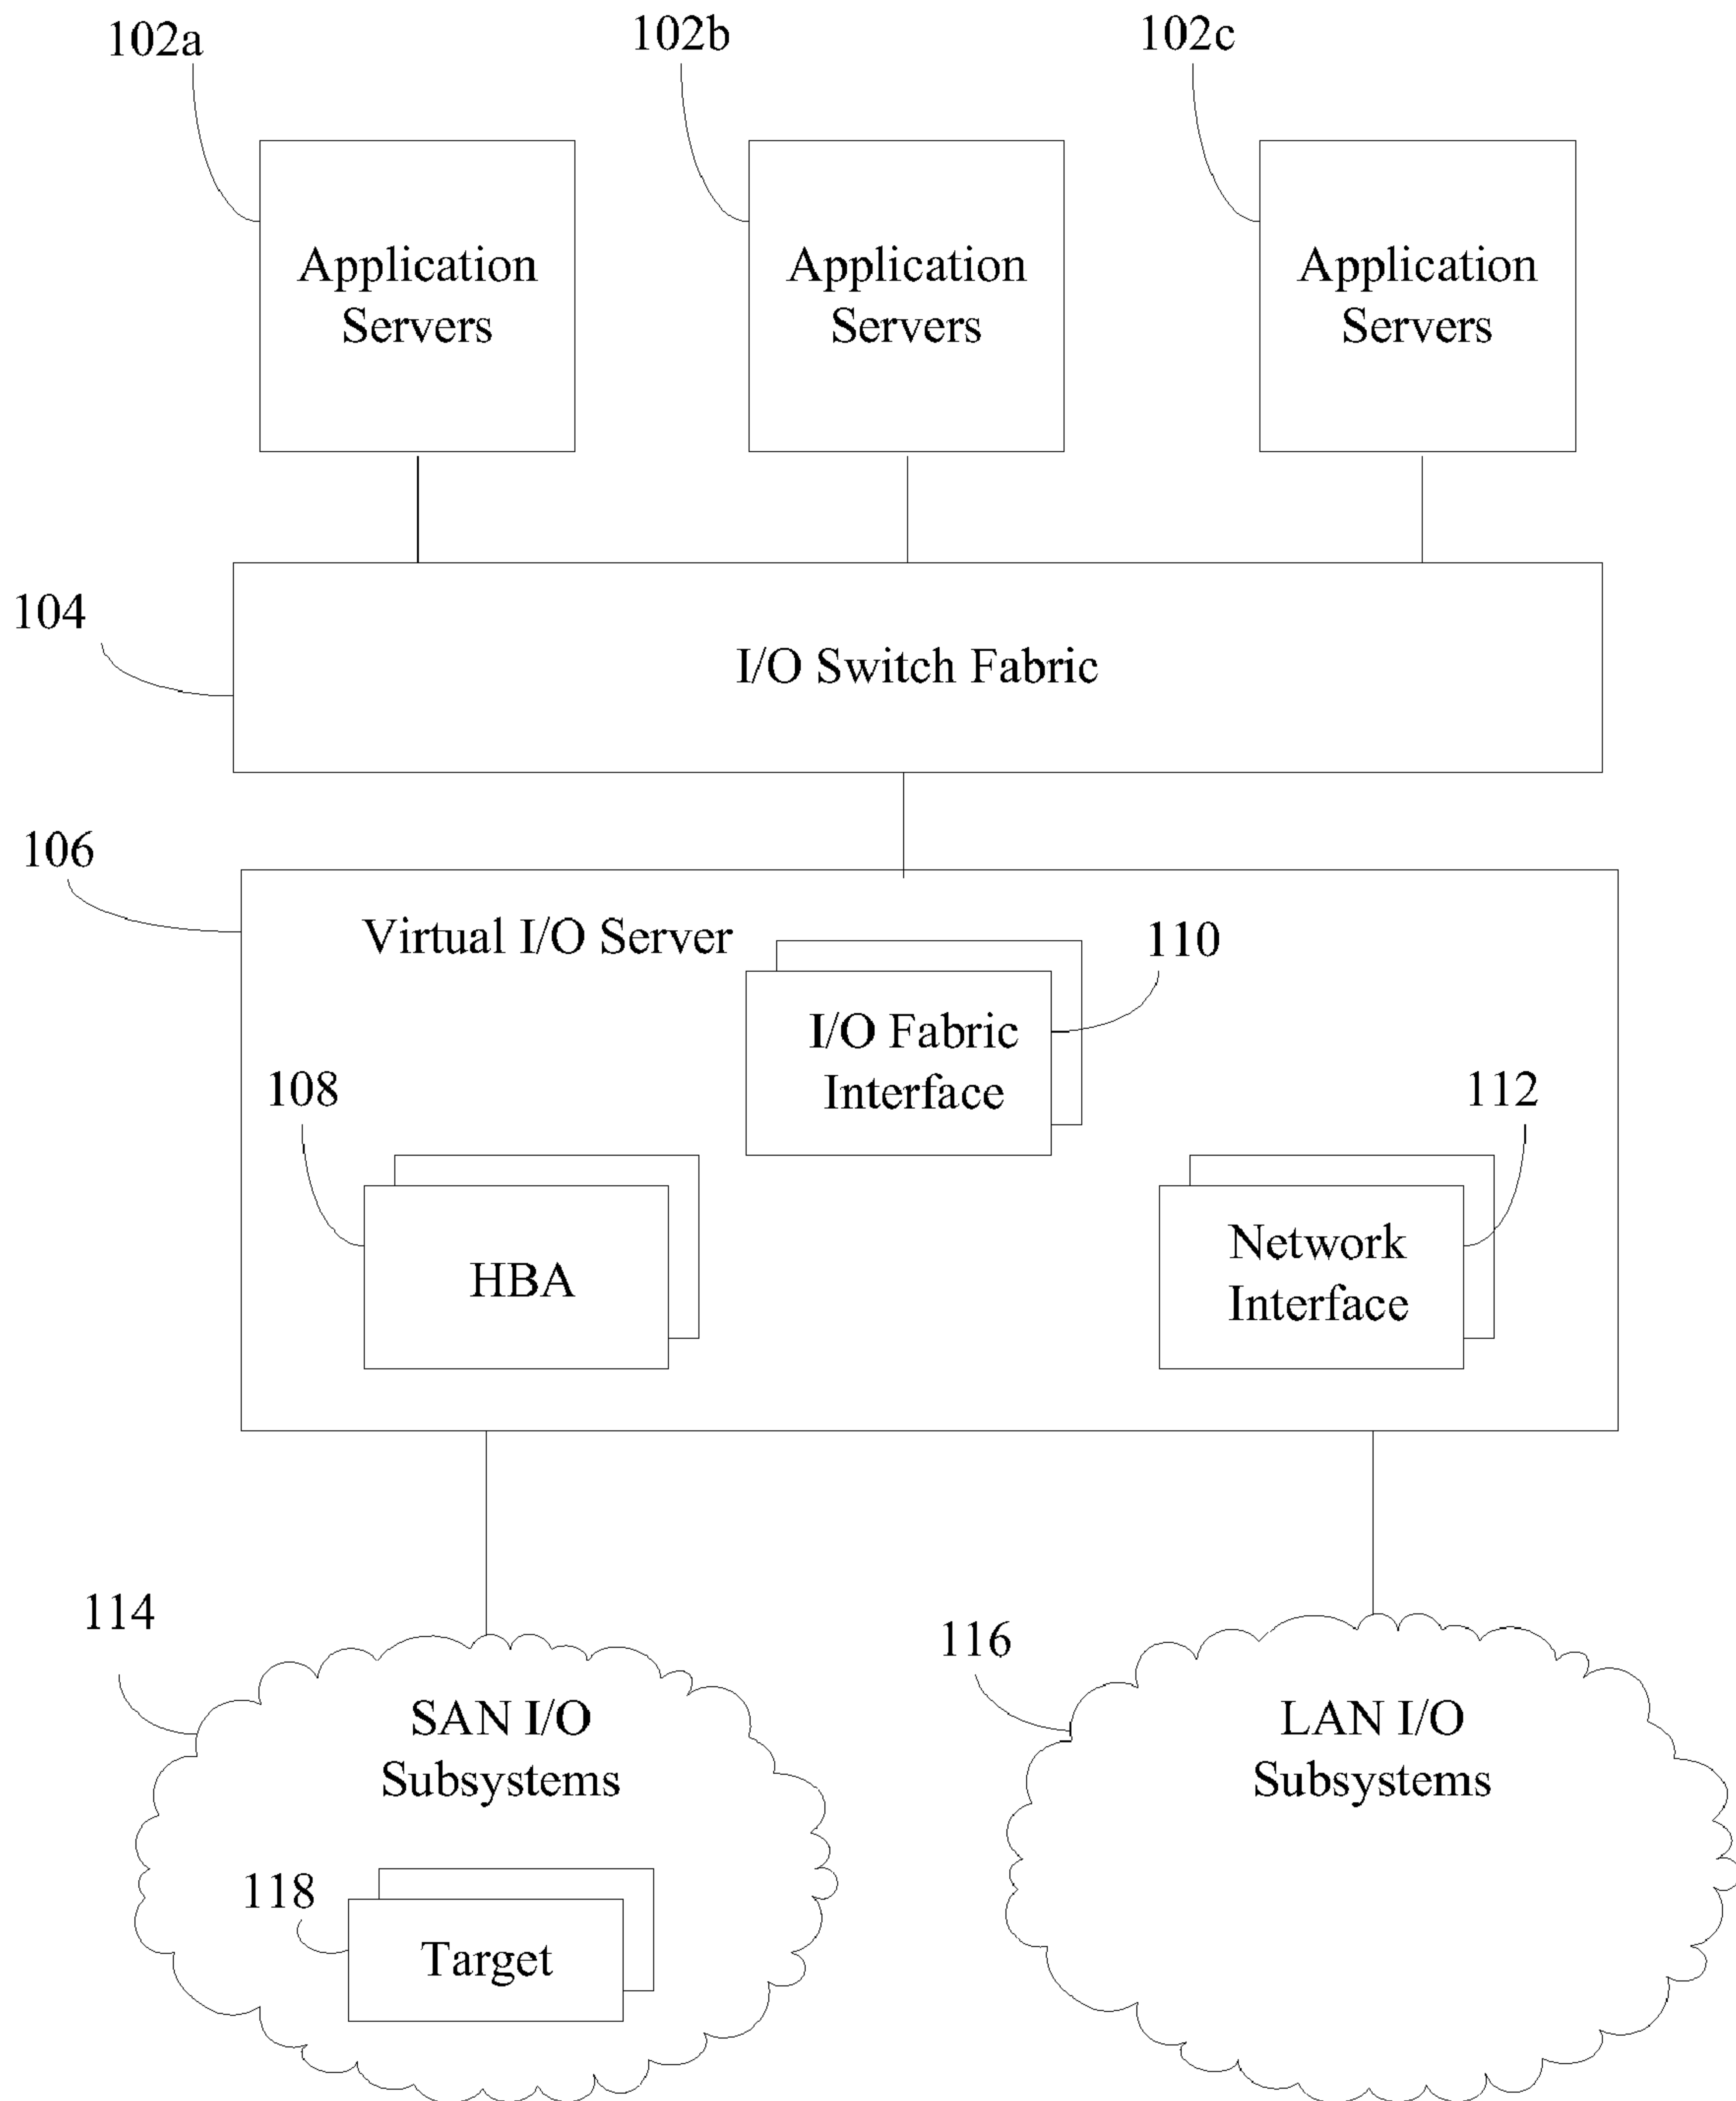 102a
102b
102c
Application
Servers
Application
Servers
Application
Servers
104
I/O Switch Fabric
106
Virtual I/O Server
110
I/O Fabric
Interface
108
112
HBA
Network
Interface
114
116
SAN I/O
Subsystems
LAN I/O
Subsystems
118
Target